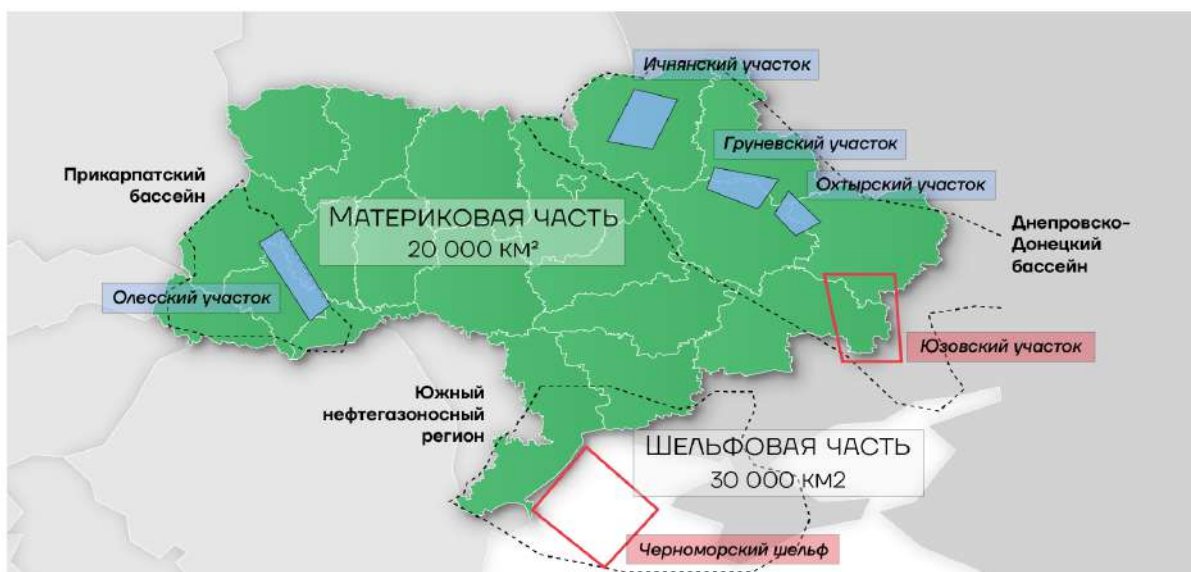 Ичнянский участок
Груневский участок
Прикарпатский
бассейн
Охтырский участок
МАТЕРИКОВАЯ ЧАСТЬ
20 000 КМ²
Днепровско-
Донецкий
бассейн
Олесский участок
Юзовский участок
Южный
нефтегазоносный
регион
ШЕЛЬФОВАЯ ЧАСТЬ
30 000 КМ2
Черноморский шельф